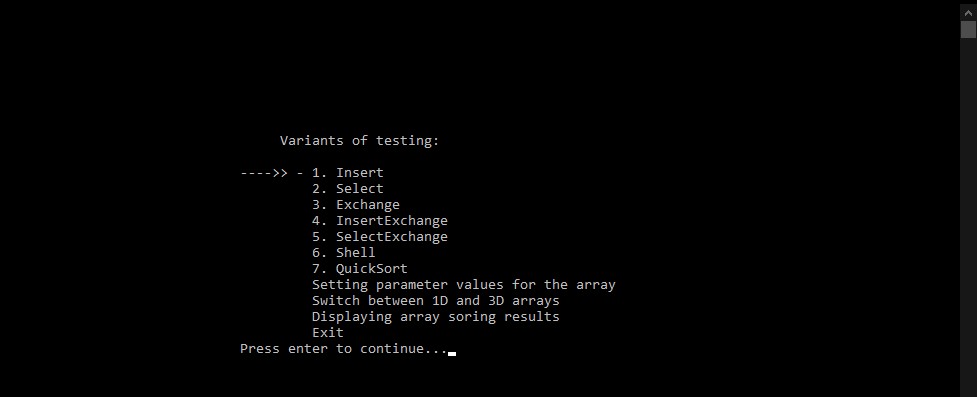 Variants of testing:
---->> - 1. Insert
2. Select
3. Exchange
4. InsertExchange
5. SelectExchange
6. Shell
7. QuickSort
Setting parameter values for the array
Switch between 1D and 3D arrays
Displaying array soring results
Exit
Press enter to continue...